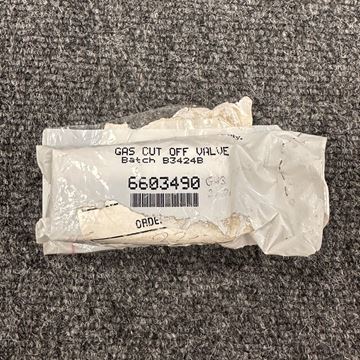 GAS CUT OFF VALVE
Batch B3424B
6603490
ORDE